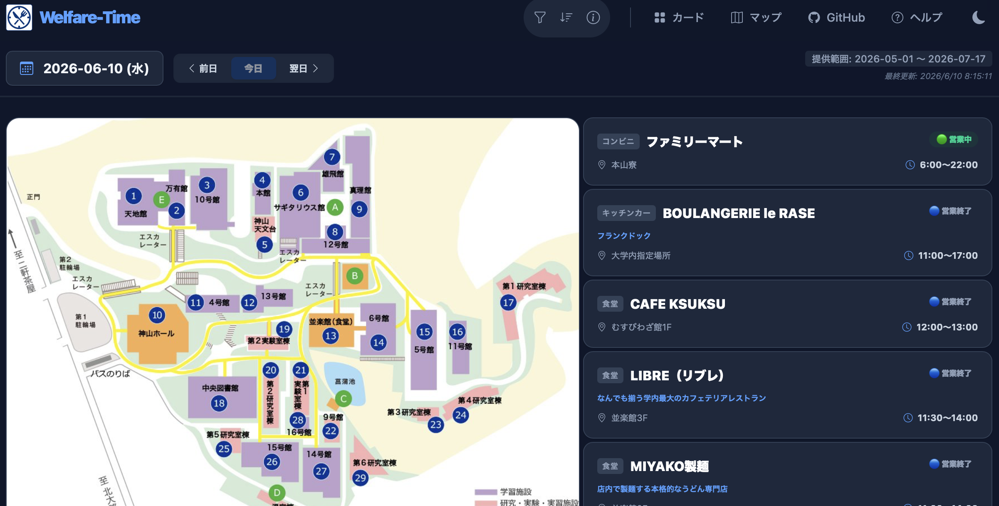 Welfare-Time
カード
マップ
GitHub
ヘルプ
2026-06-10 (水)
前日
今日
翌日
提供範囲: 2026-05-01 〜 2026-07-17
最終更新: 2026/6/10 8:15:11
7
雄飛館
3
10号館
万有館
1
E
2
天地館
4
本館
6
サギタリウス館
A
真理館
9
正門
神山
天文台
5
8
12号館
エスカ
レーター
エスカ
レーター
至 二軒茶屋
第2
駐輪場
エスカ
レーター
B
エスカ
レーター
第1研究室棟
17
11
4号館
12
13号館
10
神山ホール
第1
駐輪場
並楽館(食堂)
13
6号館
14
15
5号館
16
11号館
19
第2実験室棟
バスのりば
20
第2研究室棟
21
第1
実験室棟
菖蒲池
C
中央図書館
18
28
16号館
9号館
22
第3研究室棟
23
第4研究室棟
24
第5研究室棟
25
15号館
26
14号館
27
第6研究室棟
29
D
至 北大路
学習施設
研究・実験・実習施設
コンビニ
ファミリーマート
営業中
本山寮
6:00〜22:00
キッチンカー
BOULANGERIE le RASE
営業終了
フランクドック
大学内指定場所
11:00〜17:00
食堂
CAFE KSUKSU
営業終了
むすびわざ館1F
12:00〜13:00
食堂
LIBRE（リブレ）
営業終了
なんでも揃う学内最大のカフェテリアレストラン
並楽館3F
11:30〜14:00
食堂
MIYAKO製麺
営業終了
店内で製麺する本格的なうどん専門店